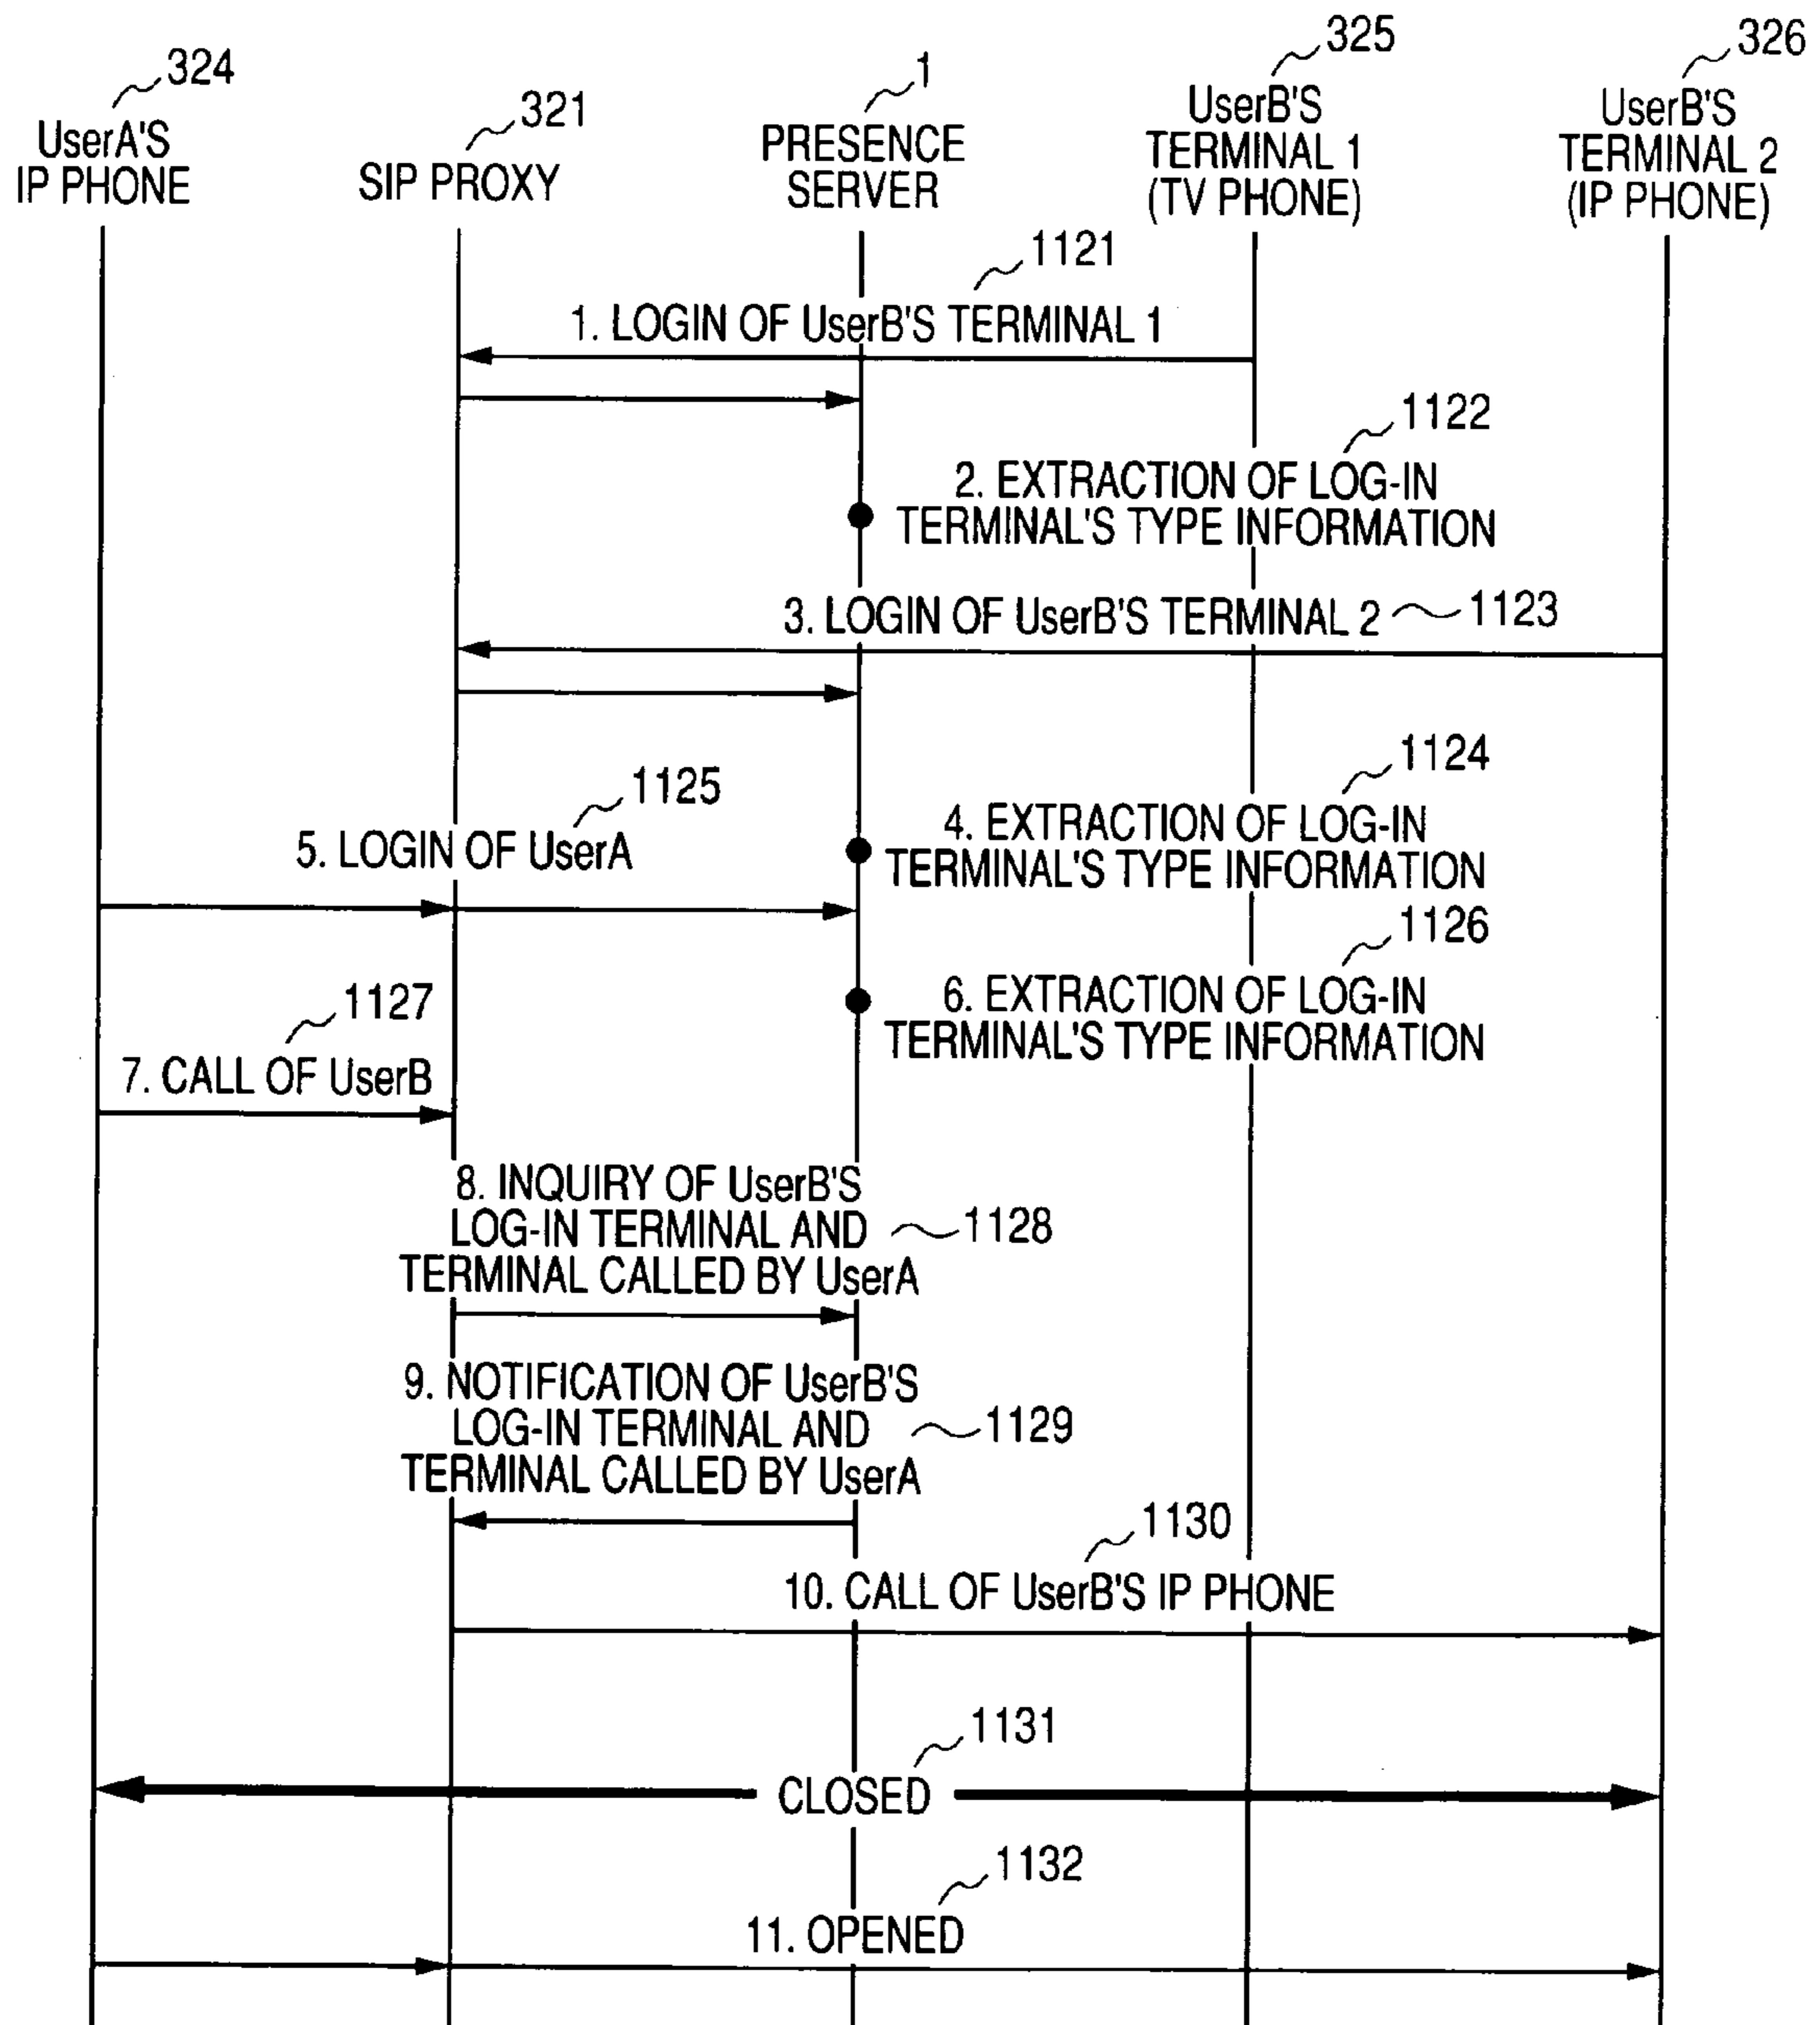 324
UserA'S
IP PHONE
321
SIP PROXY
1
PRESENCE
SERVER
325
UserB'S
TERMINAL 1
(TV PHONE)
326
UserB'S
TERMINAL 2
(IP PHONE)
1121
1. LOGIN OF UserB'S TERMINAL 1
1122
2. EXTRACTION OF LOG-IN
TERMINAL'S TYPE INFORMATION
3. LOGIN OF UserB'S TERMINAL 2
1123
1124
4. EXTRACTION OF LOG-IN
TERMINAL'S TYPE INFORMATION
1125
5. LOGIN OF UserA
1126
6. EXTRACTION OF LOG-IN
TERMINAL'S TYPE INFORMATION
1127
7. CALL OF UserB
8. INQUIRY OF UserB'S
LOG-IN TERMINAL AND
TERMINAL CALLED BY UserA
1128
9. NOTIFICATION OF UserB'S
LOG-IN TERMINAL AND
TERMINAL CALLED BY UserA
1129
1130
10. CALL OF UserB'S IP PHONE
1131
CLOSED
1132
11. OPENED